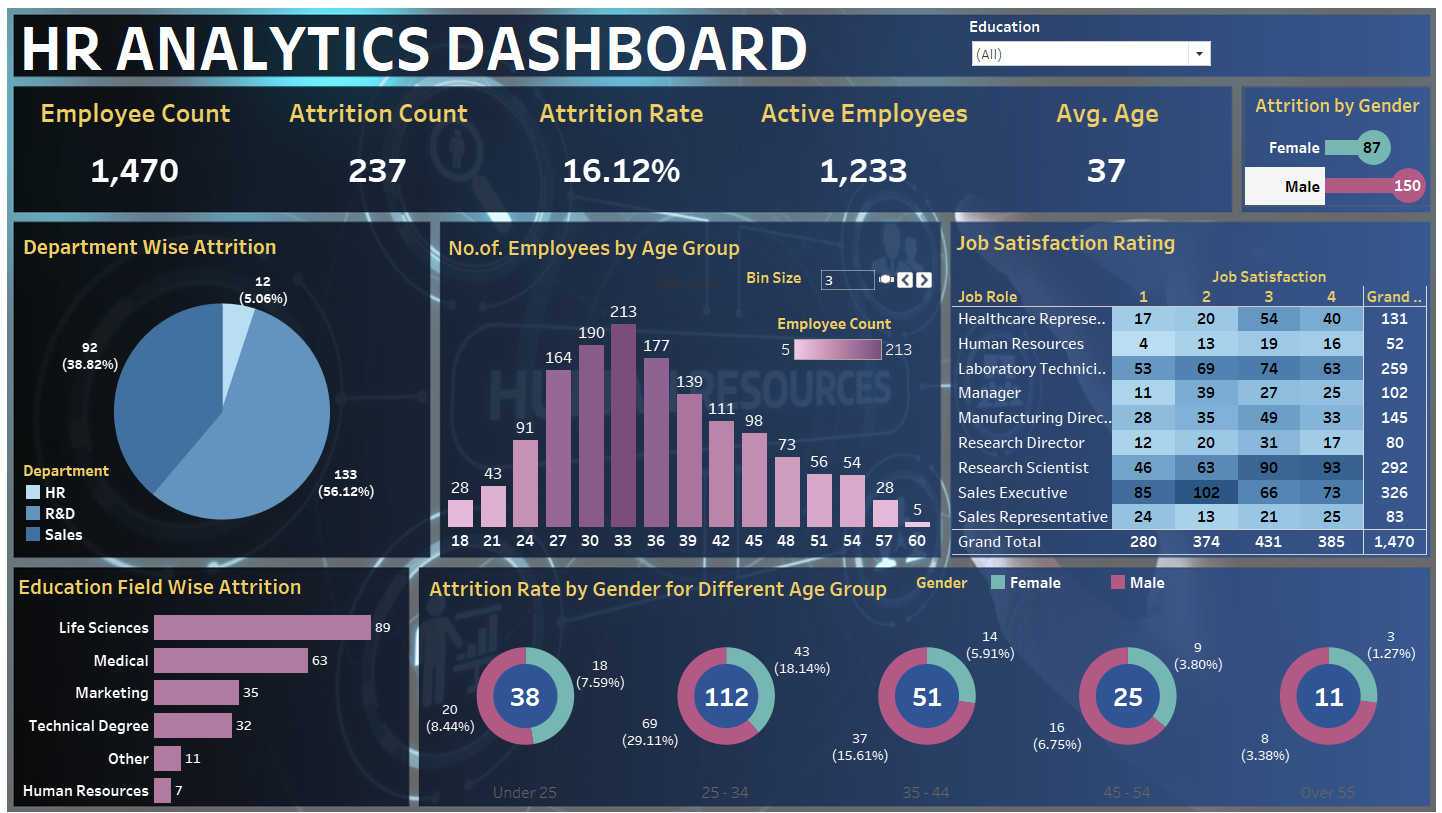 HR ANALYTICS DASHBOARD
Education
(All)
Employee Count
1,470
Attrition Count
237
Attrition Rate
16.12%
Active Employees
1,233
Avg. Age
37
Attrition by Gender
Female 87
Male 150
Department Wise Attrition
12
(5.06%)
92
(38.82%)
133
(56.12%)
Department
HR
R&D
Sales
No.of. Employees by Age Group
Bin Size 3
Employee Count
5 213
28 43 91 164 190 213 177 139 111 98 73 56 54 28 5
18 21 24 27 30 33 36 39 42 45 48 51 54 57 60
HUMAN RESOURCES
Job Satisfaction Rating
Job Satisfaction
Job Role 1 2 3 4 Grand ..
Healthcare Represe.. 17 20 54 40 131
Human Resources 4 13 19 16 52
Laboratory Technici.. 53 69 74 63 259
Manager 11 39 27 25 102
Manufacturing Direc.. 28 35 49 33 145
Research Director 12 20 31 17 80
Research Scientist 46 63 90 93 292
Sales Executive 85 102 66 73 326
Sales Representative 24 13 21 25 83
Grand Total 280 374 431 385 1,470
Education Field Wise Attrition
Life Sciences 89
Medical 63
Marketing 35
Technical Degree 32
Other 11
Human Resources 7
Attrition Rate by Gender for Different Age Group
Gender Female Male
38
18
(7.59%)
20
(8.44%)
Under 25
112
43
(18.14%)
69
(29.11%)
25 - 34
51
14
(5.91%)
37
(15.61%)
35 - 44
25
9
(3.80%)
16
(6.75%)
45 - 54
11
3
(1.27%)
8
(3.38%)
Over 55